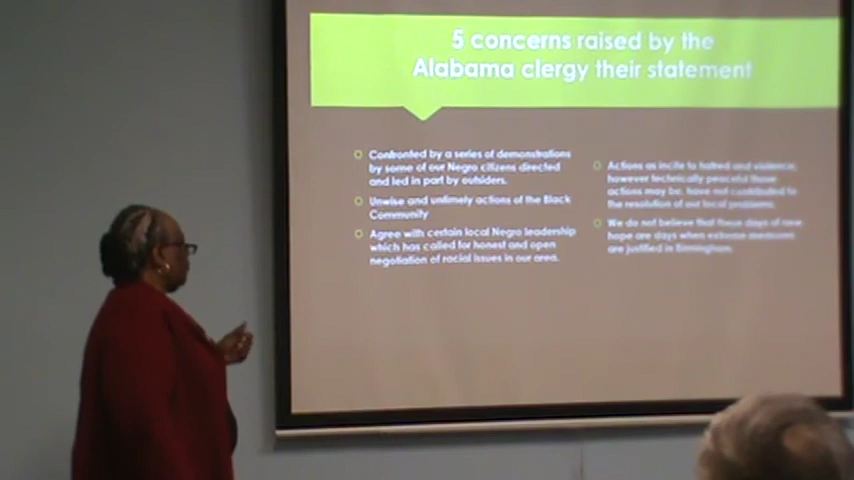 5 concerns raised by the
Alabama clergy their statement
Confronted by a series of demonstrations
by some of our Negro citizens directed
and led in part by outsiders.
Unwise and untimely actions of the Black
Community
Agree with certain local Negro leadership
which has called for honest and open
negotiation of racial issues in our area.
Actions as incite to hatred and violence,
however technically peaceful those
actions may be, have not contributed to
the resolution of our local problems.
We do not believe that these days of new
hope are days when extreme measures
are justified in Birmingham.